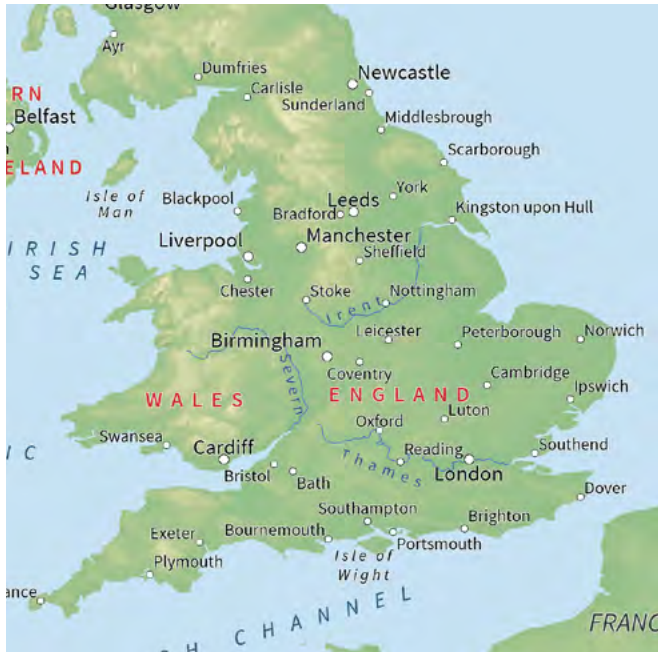 Glasgow
Ayr
Dumfries
Carlisle
Newcastle
Sunderland
RN
Belfast
ELAND
Middlesbrough
Scarborough
Isle of
Man
Blackpool
York
Leeds
Bradford
Kingston upon Hull
IRISH
SEA
Liverpool
Manchester
Sheffield
Chester
Stoke
Nottingham
Trent
Birmingham
Leicester
Peterborough
Norwich
Coventry
Severn
Cambridge
WALES
ENGLAND
Ipswich
Luton
Oxford
Swansea
Cardiff
Reading
Southend
Thames
London
IC
Bristol
Bath
Dover
Southampton
Exeter
Bournemouth
Brighton
Portsmouth
Isle of
Wight
Plymouth
ance
SH CHANNEL
FRANC